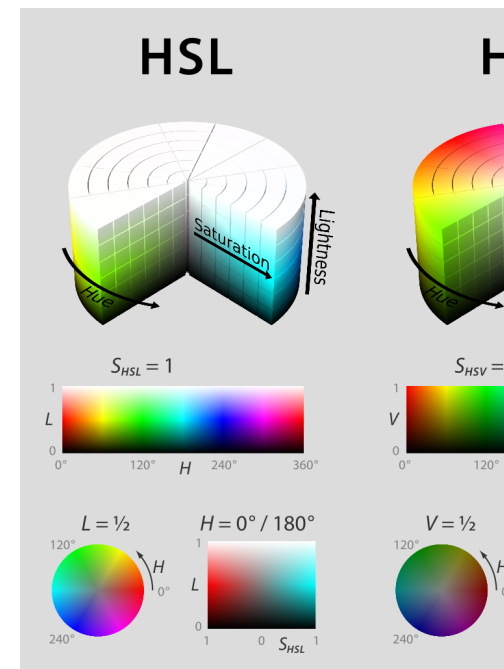 HSL
H
Saturation
Lightness
Hue
Hue
S_HSL = 1
S_HSV =
1
L
0
0°
120°
H
240°
360°
1
V
0
0°
120°
L = ½
H = 0° / 180°
V = ½
120°
H
0°
240°
1
L
0
1
0
S_HSL
1
120°
H
0
240°